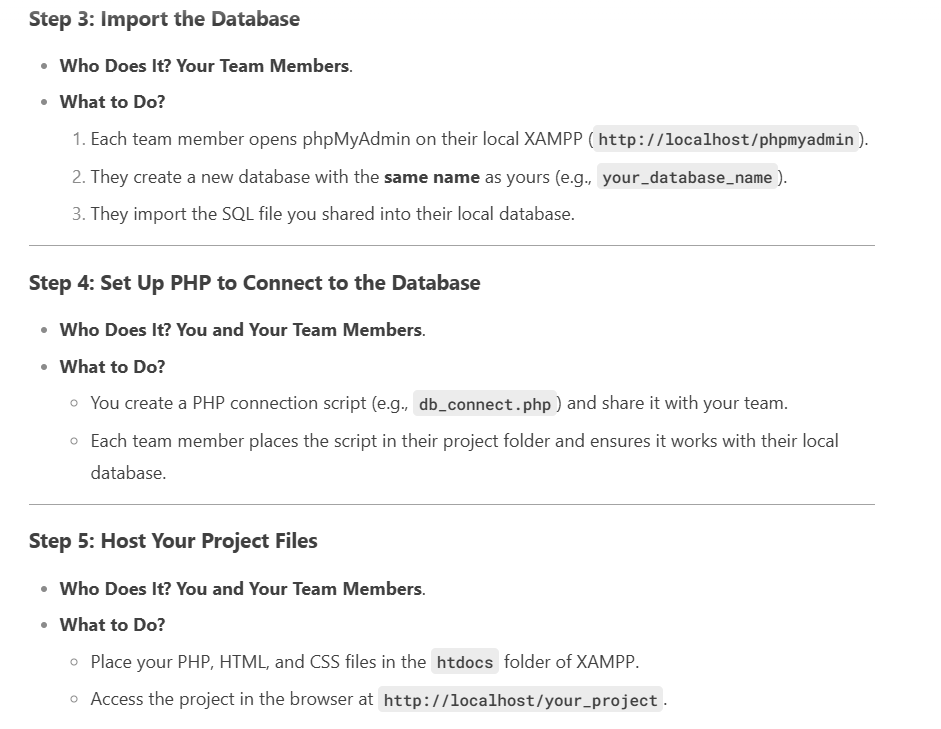 Step 3: Import the Database
• Who Does It? Your Team Members.
• What to Do?
1. Each team member opens phpMyAdmin on their local XAMPP (http://localhost/phpmyadmin).
2. They create a new database with the same name as yours (e.g., your_database_name).
3. They import the SQL file you shared into their local database.
Step 4: Set Up PHP to Connect to the Database
• Who Does It? You and Your Team Members.
• What to Do?
○ You create a PHP connection script (e.g., db_connect.php) and share it with your team.
○ Each team member places the script in their project folder and ensures it works with their local
database.
Step 5: Host Your Project Files
• Who Does It? You and Your Team Members.
• What to Do?
○ Place your PHP, HTML, and CSS files in the htdocs folder of XAMPP.
○ Access the project in the browser at http://localhost/your_project.